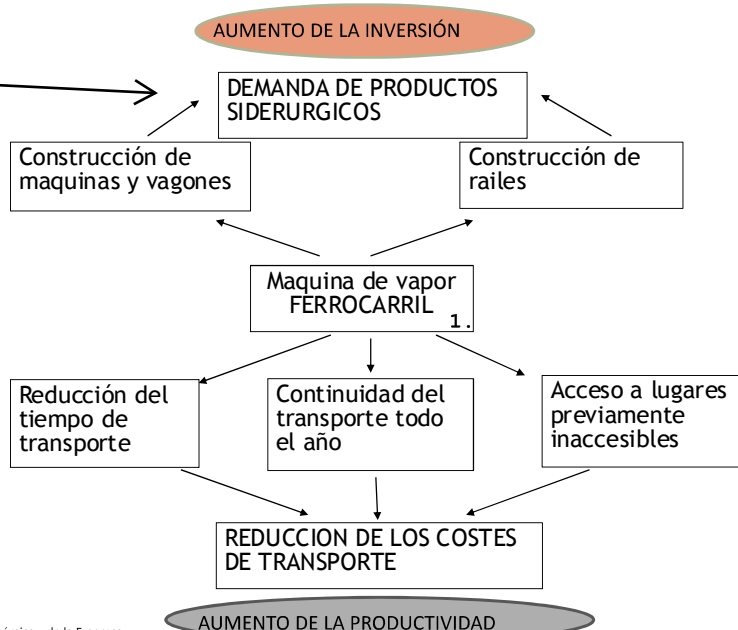 AUMENTO DE LA INVERSIÓN
DEMANDA DE PRODUCTOS
SIDERURGICOS
Construcción de
maquinas y vagones
Construcción de
railes
Maquina de vapor
FERROCARRIL
1.
Reducción del
tiempo de
transporte
Continuidad del
transporte todo
el año
Acceso a lugares
previamente
inaccesibles
REDUCCION DE LOS COSTES
DE TRANSPORTE
AUMENTO DE LA PRODUCTIVIDAD